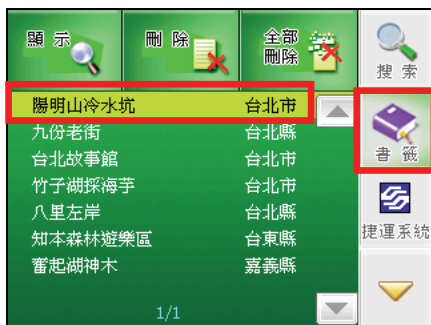 顯示
刪除
全部
刪除
搜索
陽明山冷水坑 台北市
九份老街 台北縣
台北故事館 台北市
竹子湖探海芋 台北市
八里左岸 台北縣
知本森林遊樂區 台東縣
奮起湖神木 嘉義縣
書籤
捷運系統
1/1